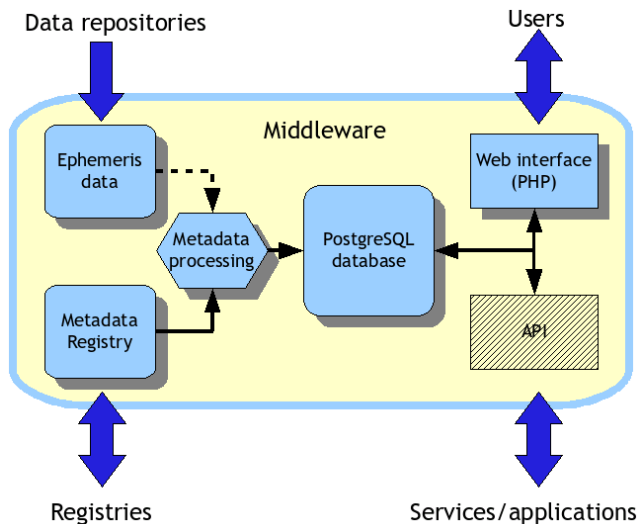 Data repositories
Users
Middleware
Ephemeris
data
Web interface
(PHP)
Metadata
processing
PostgreSQL
database
Metadata
Registry
API
Registries
Services/applications